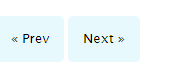 « Prev Next »